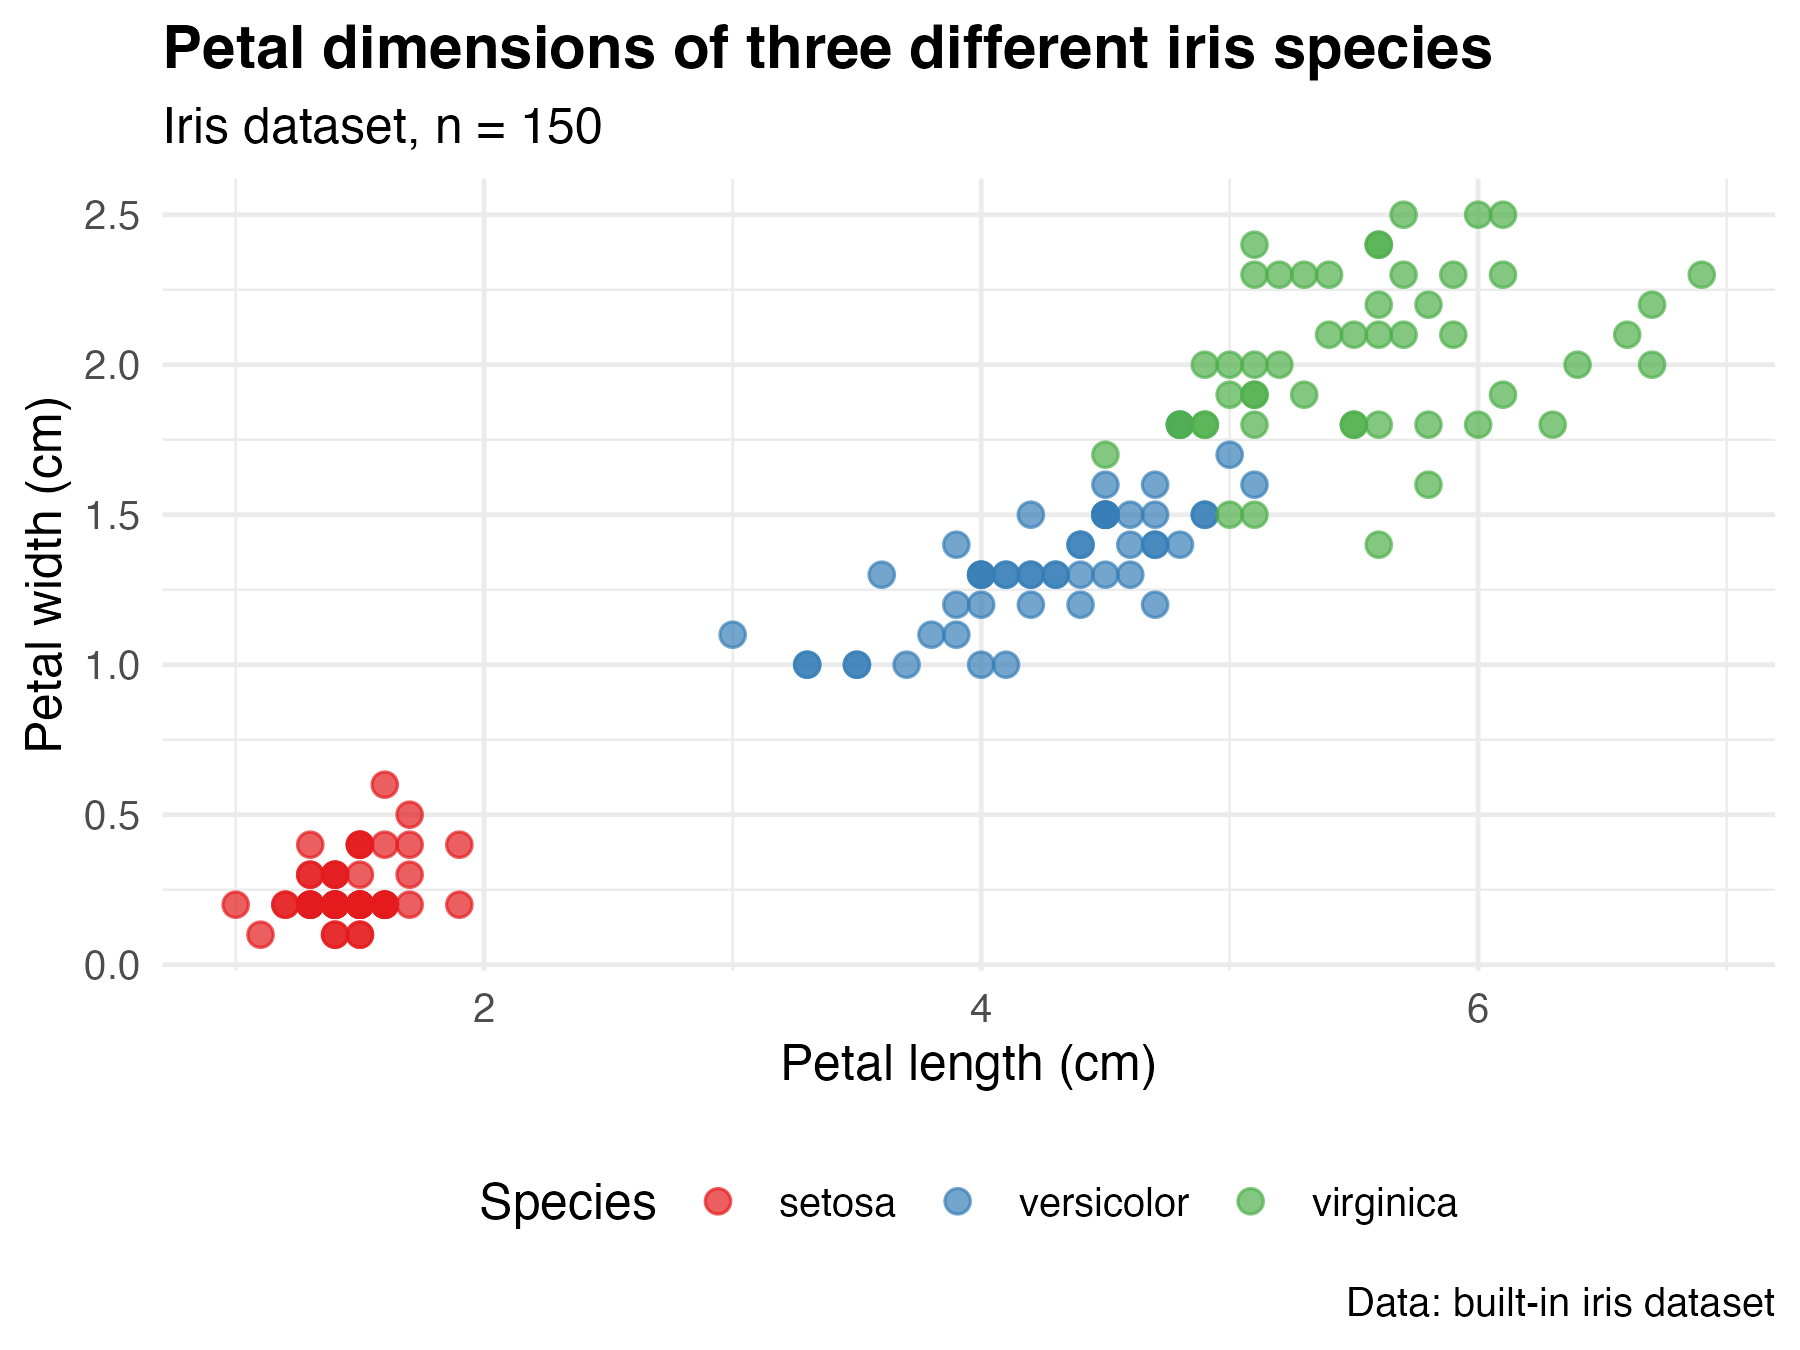 Petal dimensions of three different iris species
Iris dataset, n = 150
Petal width (cm)
2.5
2.0
1.5
1.0
0.5
0.0
2 4 6
Petal length (cm)
Species setosa versicolor virginica
Data: built-in iris dataset